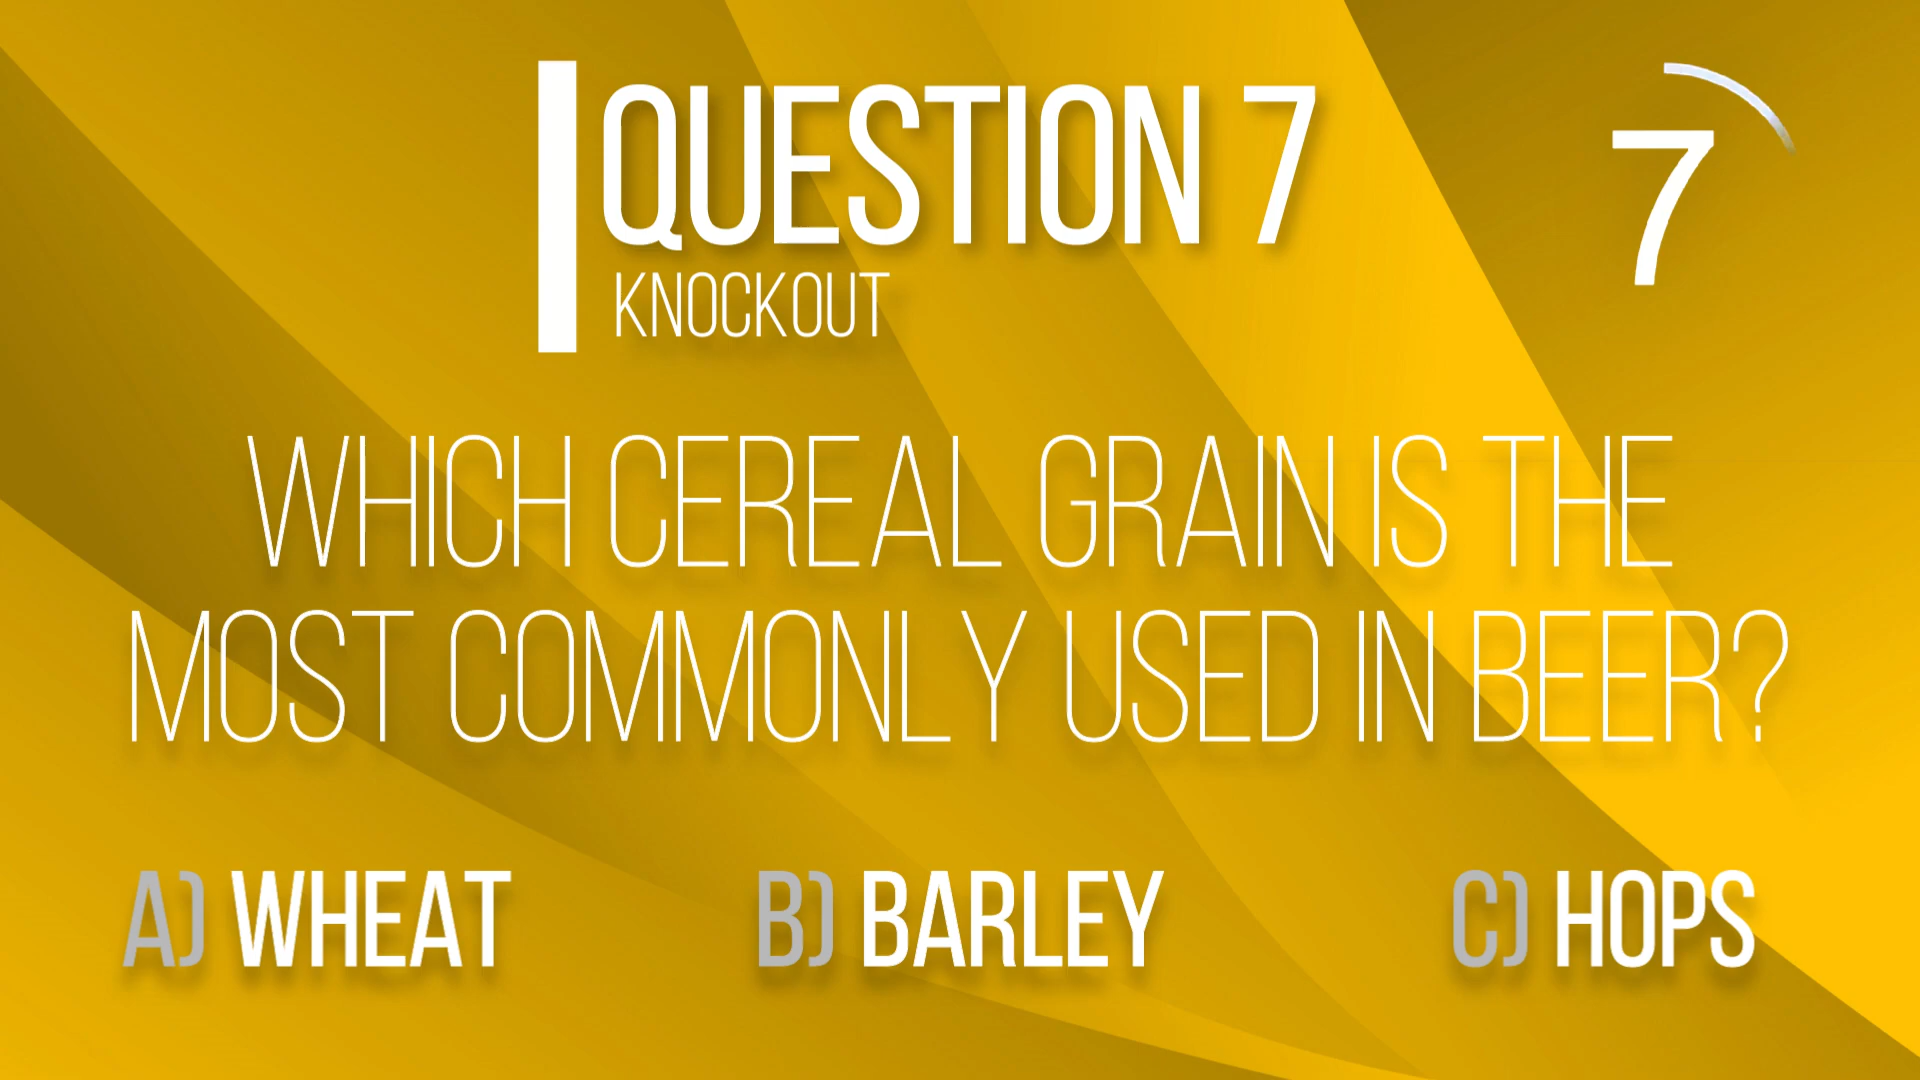 QUESTION 7
7
KNOCKOUT
WHICH CEREAL GRAIN IS THE
MOST COMMONLY USED IN BEER?
A) WHEAT
B) BARLEY
C) HOPS